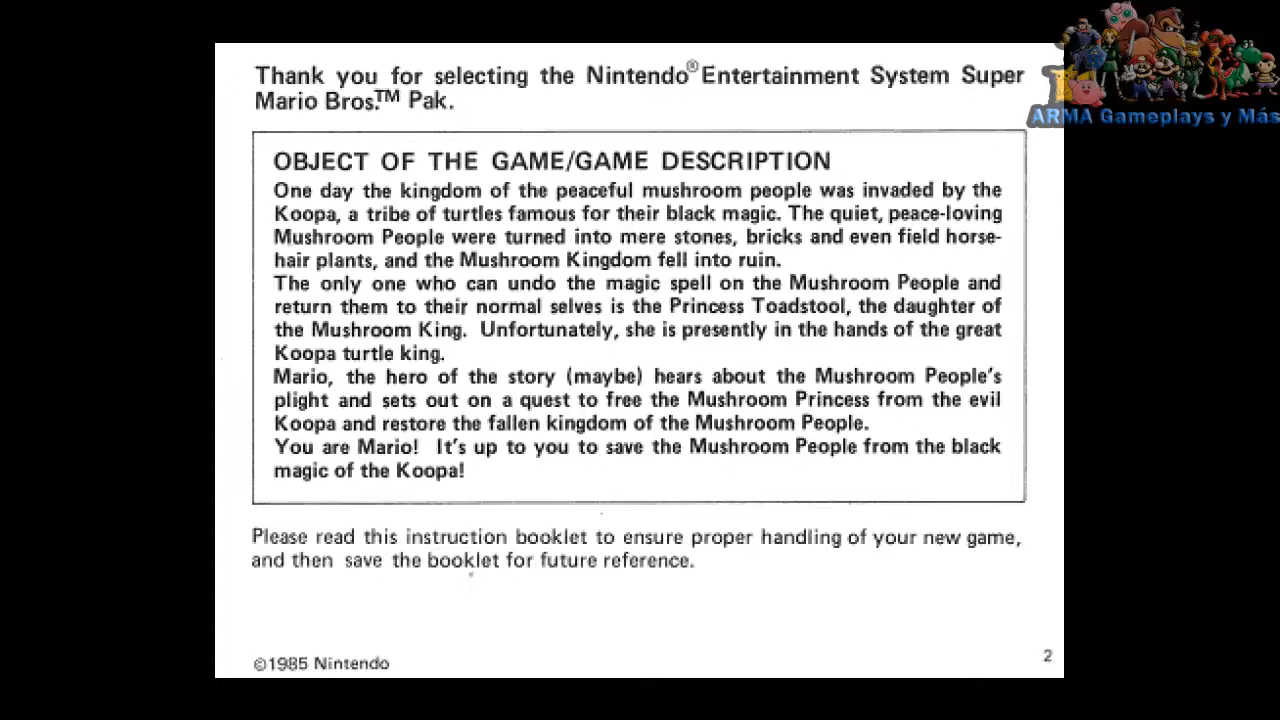 Thank you for selecting the Nintendo® Entertainment System Super
Mario Bros.™ Pak.
ARMA Gameplays y Más
OBJECT OF THE GAME/GAME DESCRIPTION
One day the kingdom of the peaceful mushroom people was invaded by the
Koopa, a tribe of turtles famous for their black magic. The quiet, peace-loving
Mushroom People were turned into mere stones, bricks and even field horse-
hair plants, and the Mushroom Kingdom fell into ruin.
The only one who can undo the magic spell on the Mushroom People and
return them to their normal selves is the Princess Toadstool, the daughter of
the Mushroom King. Unfortunately, she is presently in the hands of the great
Koopa turtle king.
Mario, the hero of the story (maybe) hears about the Mushroom People's
plight and sets out on a quest to free the Mushroom Princess from the evil
Koopa and restore the fallen kingdom of the Mushroom People.
You are Mario! It's up to you to save the Mushroom People from the black
magic of the Koopa!
Please read this instruction booklet to ensure proper handling of your new game,
and then save the booklet for future reference.
©1985 Nintendo
2